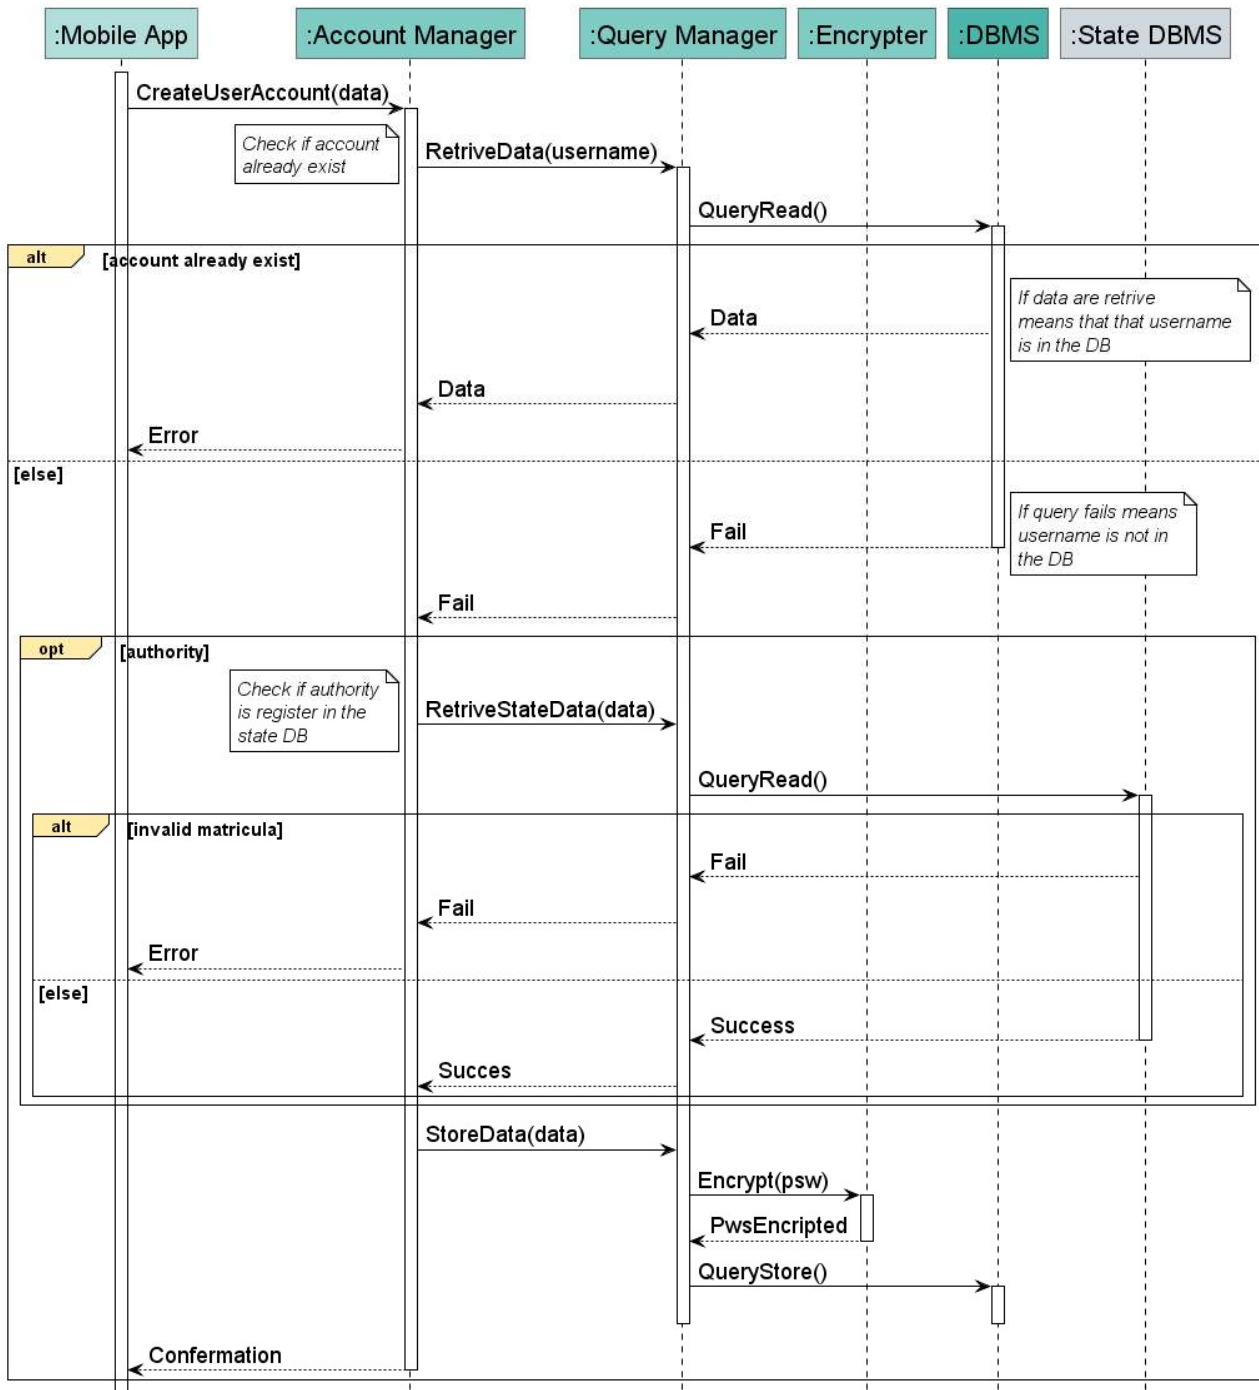 :Mobile App
:Account Manager
:Query Manager
:Encrypter
:DBMS
:State DBMS
CreateUserAccount(data)
Check if account
already exist
RetriveData(username)
QueryRead()
alt
[account already exist]
If data are retrive
means that that username
is in the DB
Data
Data
Error
[else]
If query fails means
username is not in
the DB
Fail
Fail
opt
[authority]
Check if authority
is register in the
state DB
RetriveStateData(data)
QueryRead()
alt
[invalid matricula]
Fail
Fail
Error
[else]
Success
Succes
StoreData(data)
Encrypt(psw)
PwsEncripted
QueryStore()
Confermation